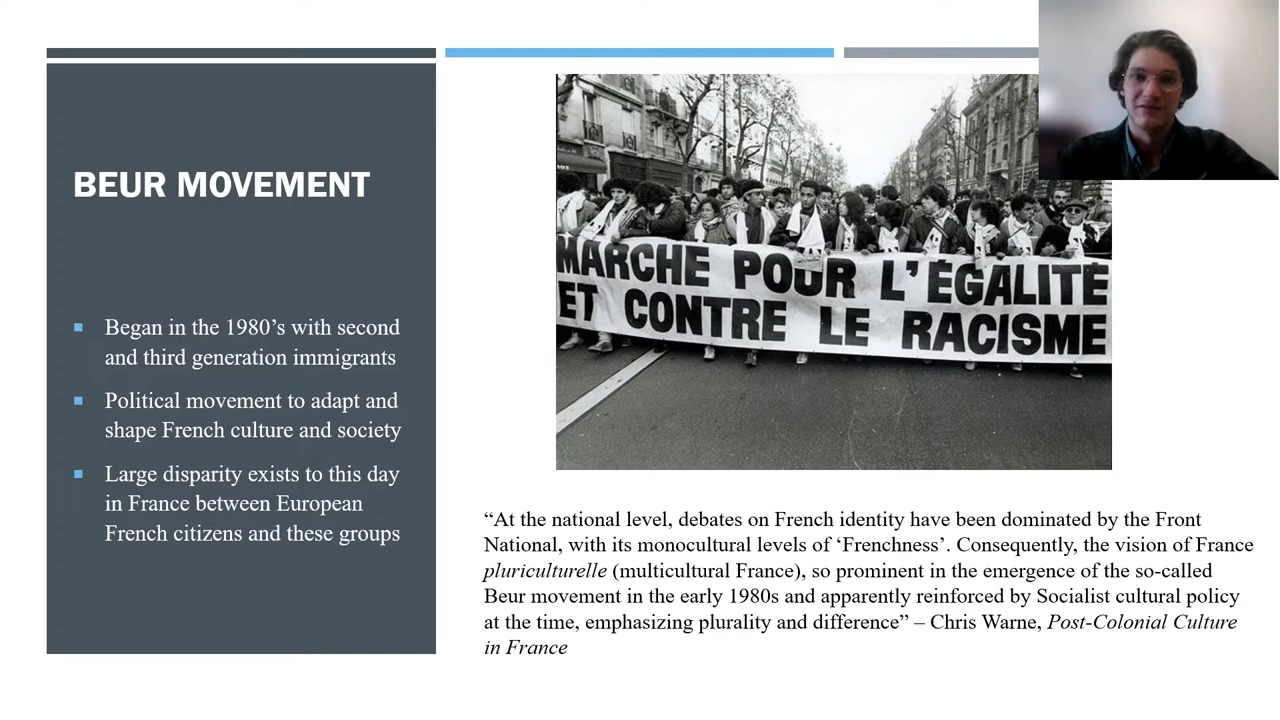 BEUR MOVEMENT
Began in the 1980’s with second
and third generation immigrants
Political movement to adapt and
shape French culture and society
Large disparity exists to this day
in France between European
French citizens and these groups
MARCHE POUR L’ÉGALITÉ
ET CONTRE LE RACISME
“At the national level, debates on French identity have been dominated by the Front
National, with its monocultural levels of ‘Frenchness’. Consequently, the vision of France
pluriculturelle (multicultural France), so prominent in the emergence of the so-called
Beur movement in the early 1980s and apparently reinforced by Socialist cultural policy
at the time, emphasizing plurality and difference” – Chris Warne, Post-Colonial Culture
in France